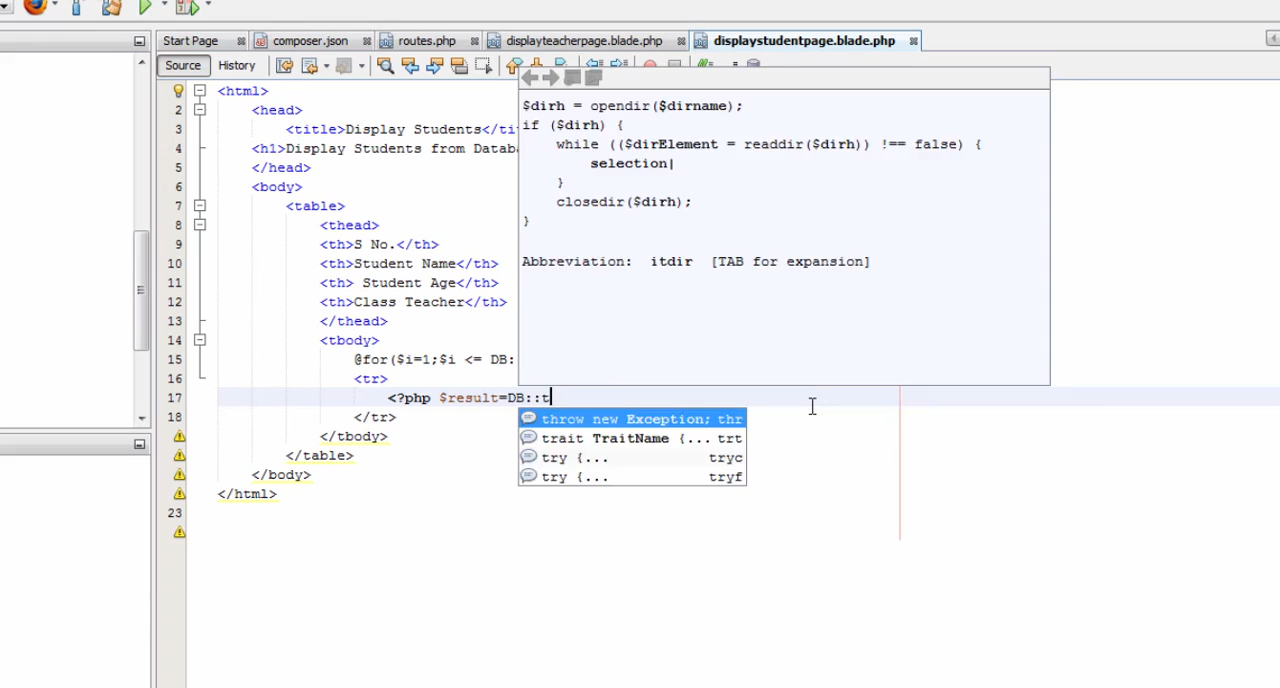 Start Page composer.json routes.php displayteacherpage.blade.php displaystudentpage.blade.php
Source History
<html>
2 <head>
3 <title>Display Students</ti
4 <h1>Display Students from Datab
5 </head>
6 <body>
7 <table>
8 <thead>
9 <th>S No.</th>
10 <th>Student Name</th>
11 <th> Student Age</th>
12 <th>Class Teacher</th>
13 </thead>
14 <tbody>
15 @for($i=1;$i <= DB:
16 <tr>
17 <?php $result=DB::t
18 </tr>
</tbody>
</table>
</body>
</html>
23
$dirh = opendir($dirname);
if ($dirh) {
while (($dirElement = readdir($dirh)) !== false) {
selection|
}
closedir($dirh);
}
Abbreviation: itdir [TAB for expansion]
throw new Exception; thr
trait TraitName {... trt
try {... tryc
try {... tryf